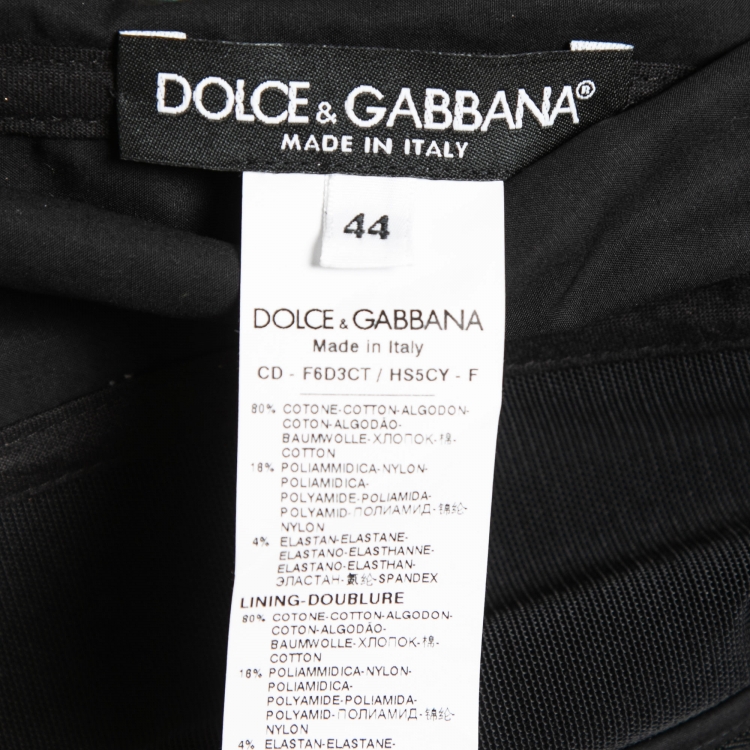 DOLCE & GABBANA®
MADE IN ITALY
44
DOLCE & GABBANA
Made in Italy
CD - F6D3CT / HS5CY - F
80% COTONE-COTTON-ALGODON-
COTON-ALGODÃO-
BAUMWOLLE-ХЛОПОК-棉-
COTTON
16% POLIAMMIDICA-NYLON-
POLIAMIDICA-
POLYAMIDE-POLIAMIDA-
POLYAMID-ПОЛИАМИД-锦纶-
NYLON
4% ELASTAN-ELASTANE-
ELASTANO-ELASTHANNE-
ELASTANO-ELASTHAN-
ЭЛАСТАН-氨纶-SPANDEX
LINING-DOUBLURE
80% COTONE-COTTON-ALGODON-
COTON-ALGODÃO-
BAUMWOLLE-ХЛОПОК-棉-
COTTON
16% POLIAMMIDICA-NYLON-
POLIAMIDICA-
POLYAMIDE-POLIAMIDA-
POLYAMID-ПОЛИАМИД-锦纶-
NYLON
4% ELASTAN-ELASTANE-